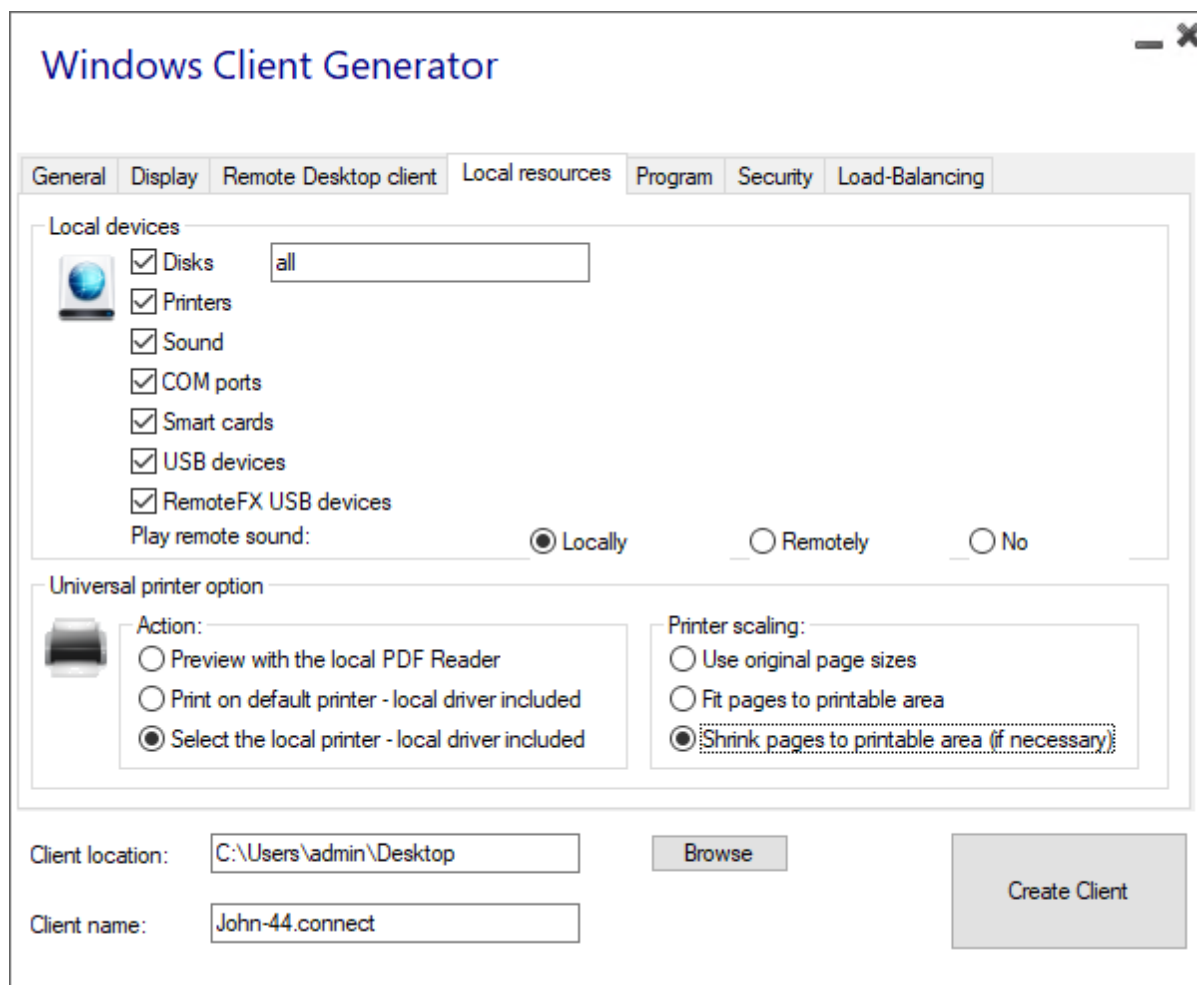 Windows Client Generator
General Display Remote Desktop client Local resources Program Security Load-Balancing
Local devices
Disks all
Printers
Sound
COM ports
Smart cards
USB devices
RemoteFX USB devices
Play remote sound: Locally Remotely No
Universal printer option
Action: Printer scaling:
Preview with the local PDF Reader Use original page sizes
Print on default printer - local driver included Fit pages to printable area
Select the local printer - local driver included Shrink pages to printable area (if necessary)
Client location: C:\Users\admin\Desktop Browse
Create Client
Client name: John-44.connect